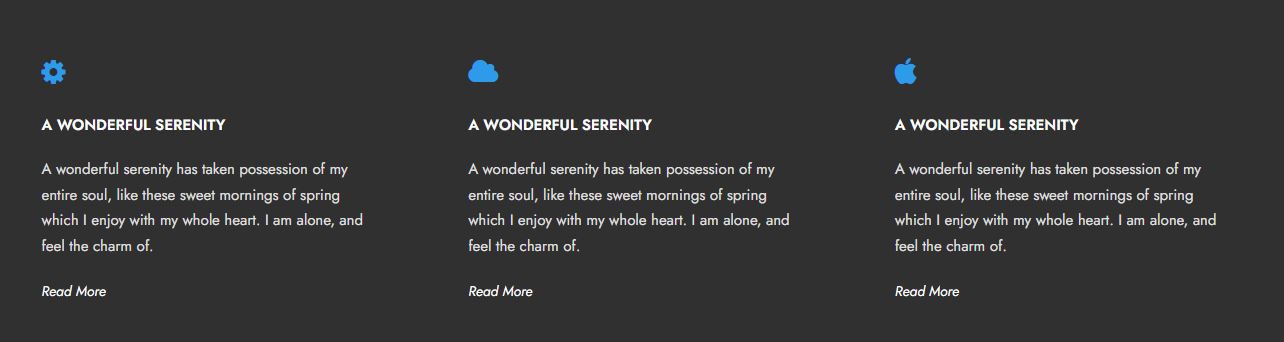 A WONDERFUL SERENITY
A wonderful serenity has taken possession of my
entire soul, like these sweet mornings of spring
which I enjoy with my whole heart. I am alone, and
feel the charm of.
Read More
A WONDERFUL SERENITY
A wonderful serenity has taken possession of my
entire soul, like these sweet mornings of spring
which I enjoy with my whole heart. I am alone, and
feel the charm of.
Read More
A WONDERFUL SERENITY
A wonderful serenity has taken possession of my
entire soul, like these sweet mornings of spring
which I enjoy with my whole heart. I am alone, and
feel the charm of.
Read More